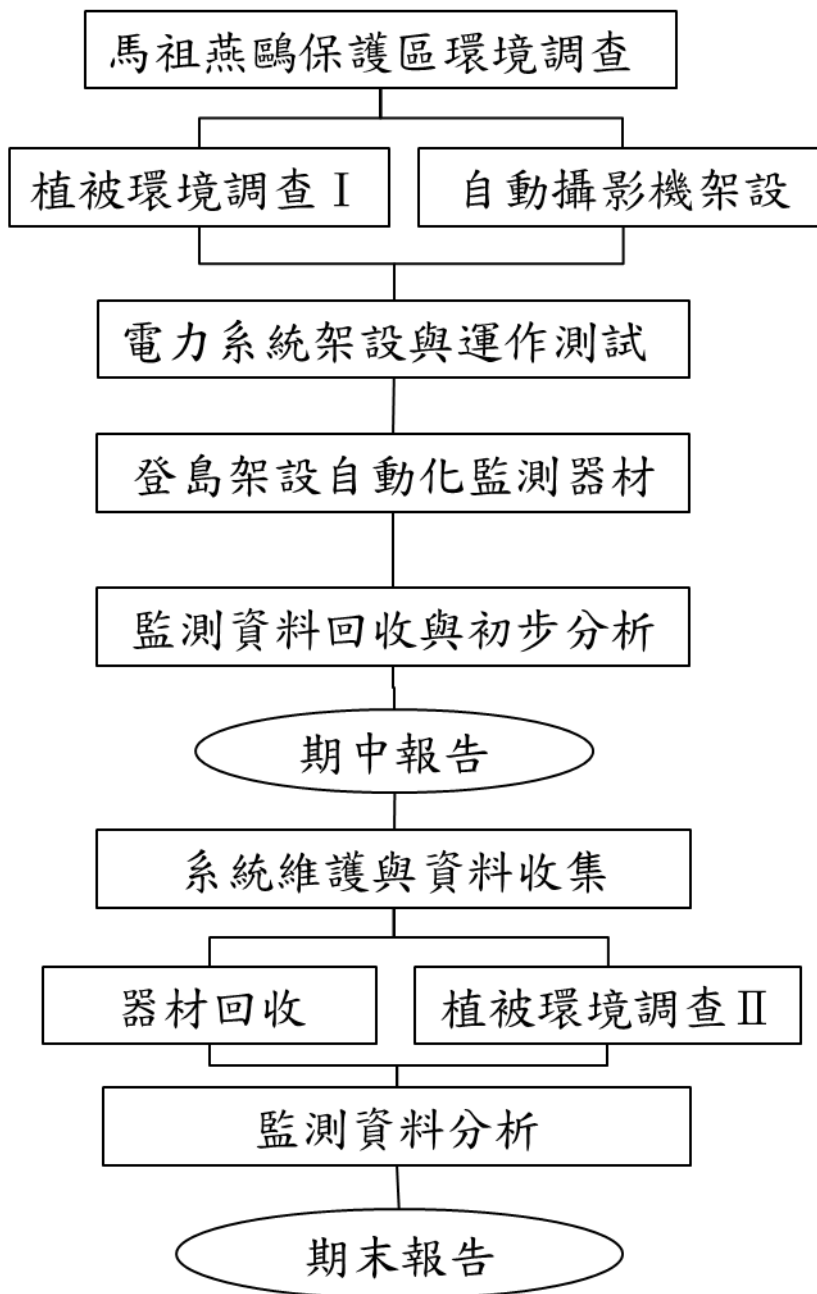 馬祖燕鷗保護區環境調查
植被環境調查Ⅰ
自動攝影機架設
電力系統架設與運作測試
登島架設自動化監測器材
監測資料回收與初步分析
期中報告
系統維護與資料收集
器材回收
植被環境調查Ⅱ
監測資料分析
期末報告